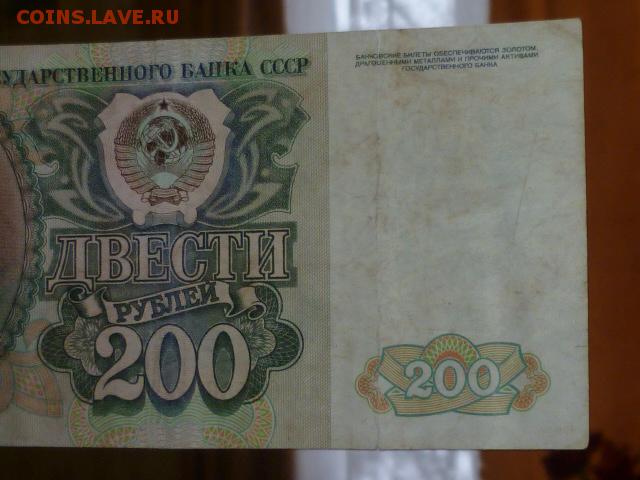 COINS.LAVE.RU
БАНКОВСКИЕ БИЛЕТЫ ОБЕСПЕЧИВАЮТСЯ ЗОЛОТОМ,
ДРАГОЦЕННЫМИ МЕТАЛЛАМИ И ПРОЧИМИ АКТИВАМИ
ГОСУДАРСТВЕННОГО БАНКА
СУДАРСТВЕННОГО БАНКА СССР
ДВЕСТИ
РУБЛЕЙ
200
200